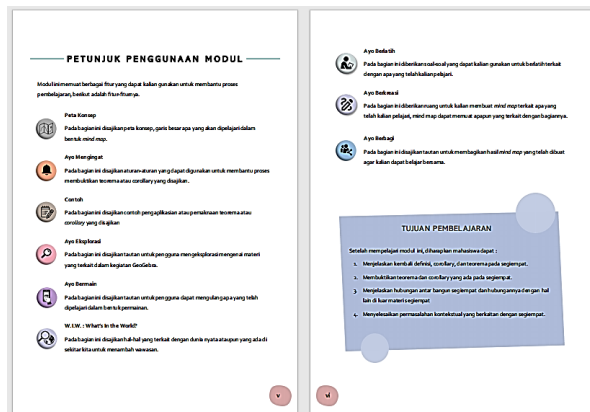 PETUNJUK PENGGUNAAN MODUL
Modul ini memuat berbagai fitur yang dapat kalian gunakan untuk membantu proses
pembelajaran, berikut adalah fitur-fiturnya.
Peta Konsep
Pada bagian ini disajikan peta konsep, garis besar apa yang akan dipelajari dalam
bentuk mind map.
Ayo Mengingat
Pada bagian ini disajikan aturan-aturan yang dapat digunakan untuk membantu proses
membuktikan teorema atau corollary yang disajikan.
Contoh
Pada bagian ini disajikan contoh pengaplikasian atau pemaknaan teorema atau
corollary yang disajikan
Ayo Eksplorasi
Pada bagian ini disajikan tautan untuk pengguna mengeksplorasi mengenai materi
yang terkait dalam kegiatan GeoGebra.
Ayo Bermain
Pada bagian ini disajikan tautan untuk pengguna dapat mengulang apa yang telah
dipelajari dalam bentuk permainan.
W.I.W. : What's In the World?
Pada bagian ini disajikan hal-hal yang terkait dengan dunia nyata ataupun yang ada di
sekitar kita untuk menambah wawasan.
v
Ayo Berlatih
Pada bagian ini diberikan soal-soal yang dapat kalian gunakan untuk berlatih terkait
dengan apa yang telah kalian pelajari.
Ayo Berkreasi
Pada bagian ini diberikan ruang untuk kalian membuat mind map terkait apa yang
telah kalian pelajari, mind map dapat memuat apapun yang terkait dengan bagiannya.
Ayo Berbagi
Pada bagian ini disajikan tautan untuk membagikan hasil mind map yang telah dibuat
agar kalian dapat belajar bersama.
TUJUAN PEMBELAJARAN
Setelah mempelajari modul ini, diharapkan mahasiswa dapat :
1. Menjelaskan kembali definisi, corollary, dan teorema pada segiempat.
2. Membuktikan teorema dan corollary yang ada pada segiempat.
3. Menjelaskan hubungan antar bangun segiempat dan hubungannya dengan hal
lain di luar materi segiempat
4. Menyelesaikan permasalahan kontekstual yang berkaitan dengan segiempat.
vi